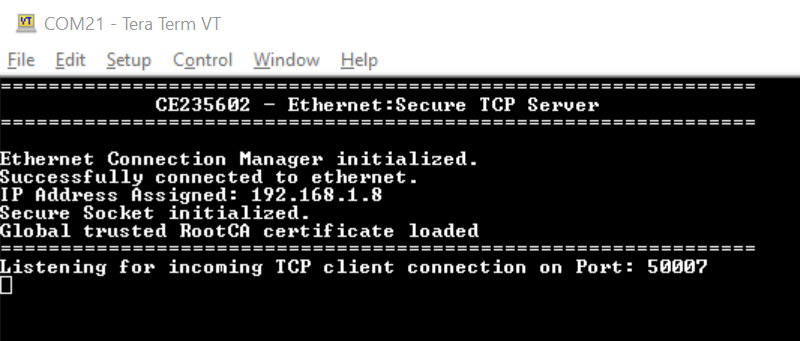 VT
COM21 - Tera Term VT
File Edit Setup Control Window Help
===============================================================
CE235602 - Ethernet:Secure TCP Server
===============================================================
Ethernet Connection Manager initialized.
Successfully connected to ethernet.
IP Address Assigned: 192.168.1.8
Secure Socket initialized.
Global trusted RootCA certificate loaded
===============================================================
Listening for incoming TCP client connection on Port: 50007